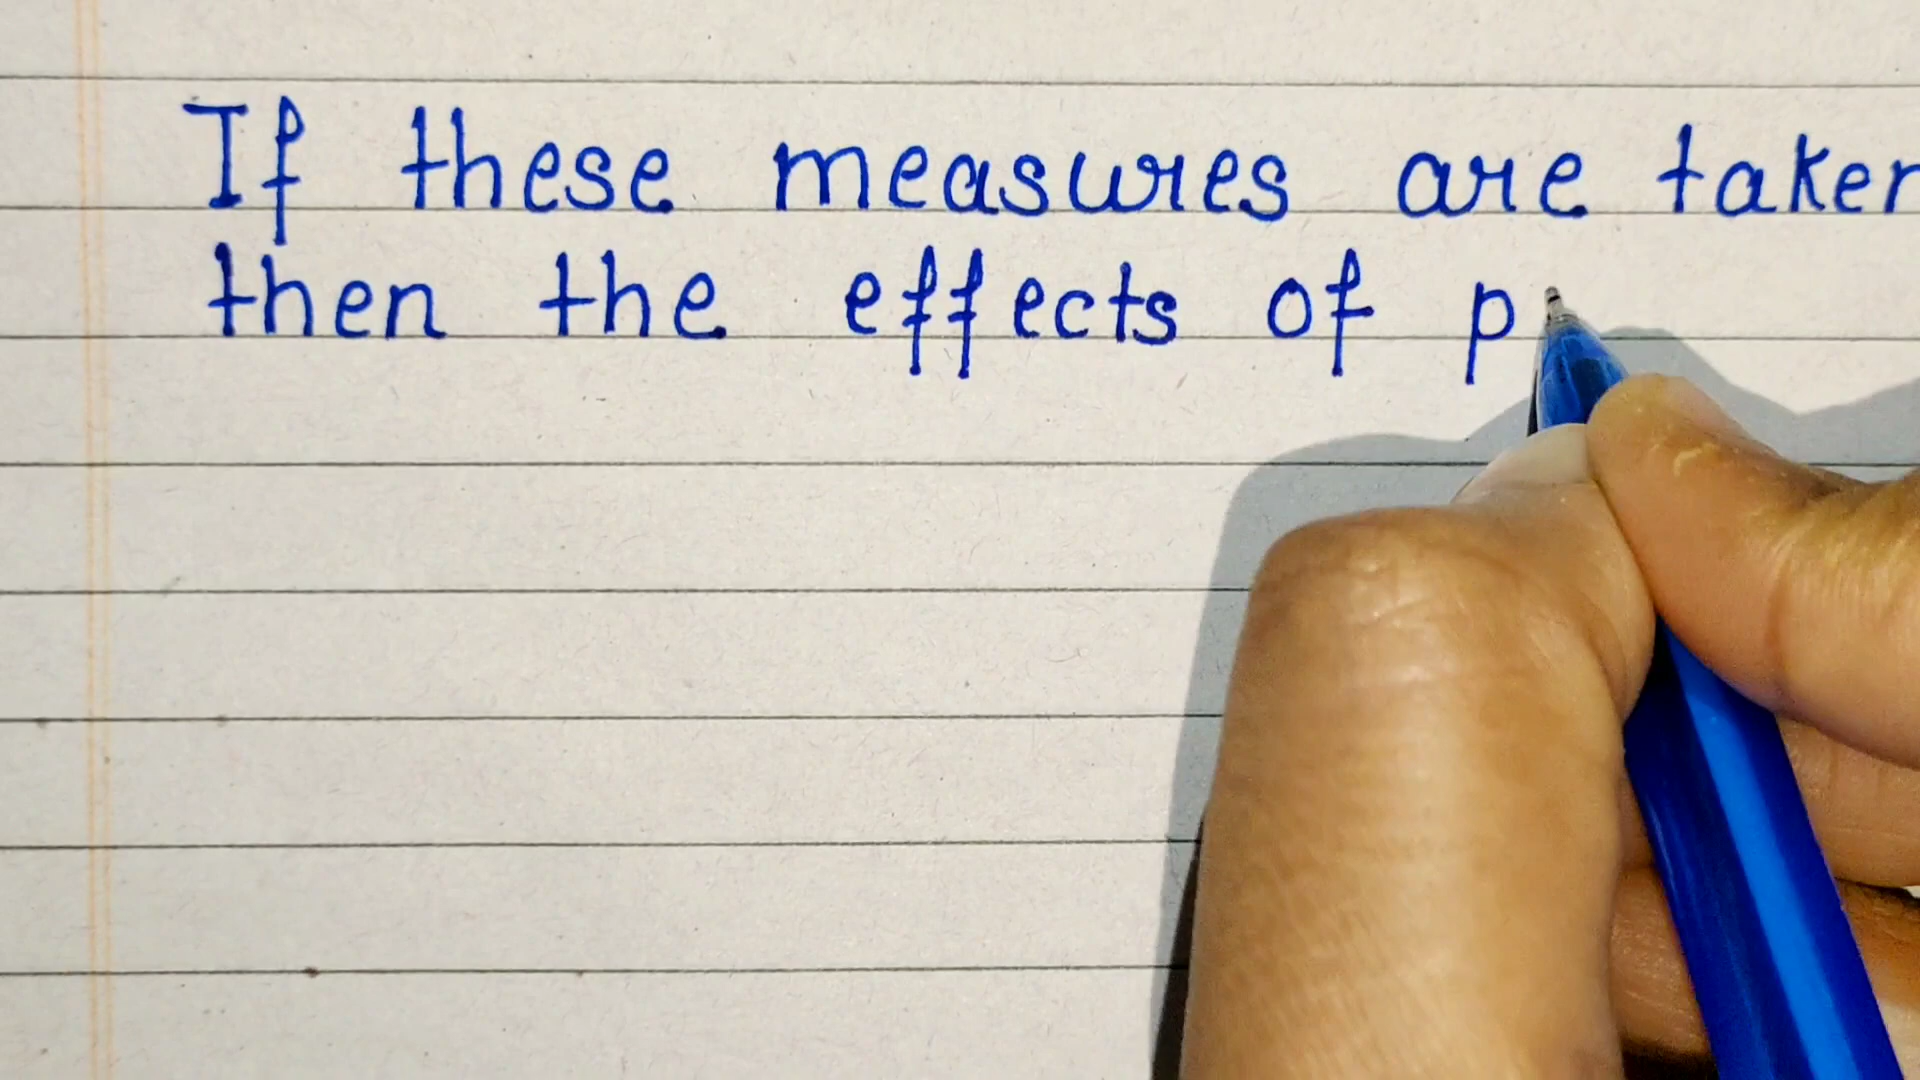 If these measures are taken
then the effects of p